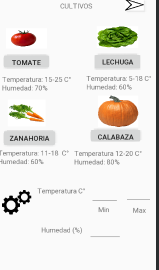 CULTIVOS
TOMATE
LECHUGA
Temperatura: 15-25 C°
Humedad: 70%
Temperatura: 5-18 C°
Humedad: 60%
ZANAHORIA
CALABAZA
Temperatura: 11-18 C°
Humedad: 60%
Temperatura 12-20 C°
Humedad: 80%
Temperatura C°
Min
Max
Humedad (%)